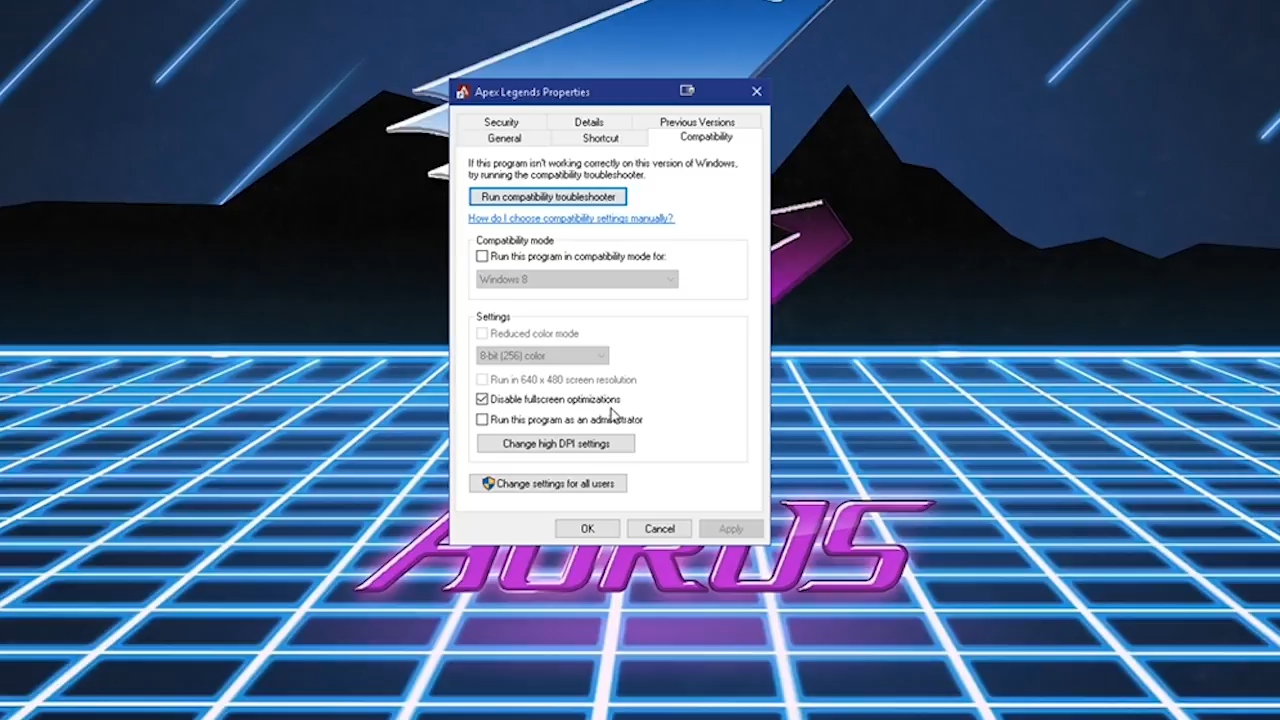 Apex Legends Properties
Security Details Previous Versions
General Shortcut Compatibility
If this program isn't working correctly on this version of Windows,
try running the compatibility troubleshooter.
Run compatibility troubleshooter
How do I choose compatibility settings manually?
Compatibility mode
Run this program in compatibility mode for:
Windows 8
Settings
Reduced color mode
8-bit (256) color
Run in 640 x 480 screen resolution
Disable fullscreen optimizations
Run this program as an administrator
Change high DPI settings
Change settings for all users
OK Cancel Apply
AORUS